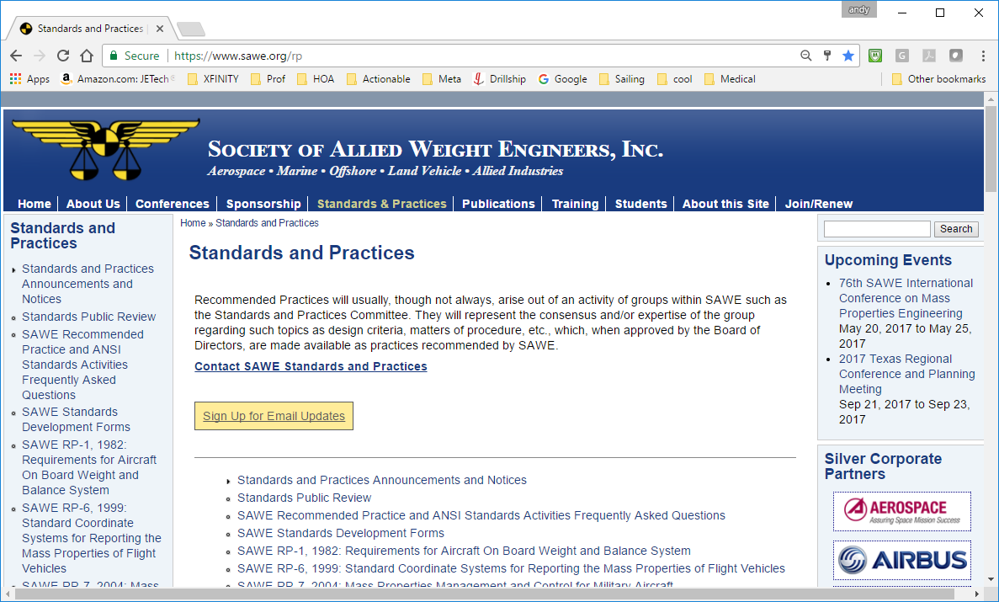 andy
Standards and Practices
Secure https://www.sawe.org/rp
Apps Amazon.com: JETech XFINITY Prof HOA Actionable Meta Drillship Google Sailing cool Medical Other bookmarks
Society of Allied Weight Engineers, Inc.
Aerospace • Marine • Offshore • Land Vehicle • Allied Industries
Home About Us Conferences Sponsorship Standards & Practices Publications Training Students About this Site Join/Renew
Standards and
Practices
Standards and Practices
Announcements and
Notices
Standards Public Review
SAWE Recommended
Practice and ANSI
Standards Activities
Frequently Asked
Questions
SAWE Standards
Development Forms
SAWE RP-1, 1982:
Requirements for Aircraft
On Board Weight and
Balance System
SAWE RP-6, 1999:
Standard Coordinate
Systems for Reporting the
Mass Properties of Flight
Vehicles
SAWE RP-7, 2004: Mass
Home » Standards and Practices
Standards and Practices
Recommended Practices will usually, though not always, arise out of an activity of groups within SAWE such as
the Standards and Practices Committee. They will represent the consensus and/or expertise of the group
regarding such topics as design criteria, matters of procedure, etc., which, when approved by the Board of
Directors, are made available as practices recommended by SAWE.
Contact SAWE Standards and Practices
Sign Up for Email Updates
Standards and Practices Announcements and Notices
Standards Public Review
SAWE Recommended Practice and ANSI Standards Activities Frequently Asked Questions
SAWE Standards Development Forms
SAWE RP-1, 1982: Requirements for Aircraft On Board Weight and Balance System
SAWE RP-6, 1999: Standard Coordinate Systems for Reporting the Mass Properties of Flight Vehicles
SAWE RP-7, 2004: Mass Properties Management and Control for Military Aircraft
Search
Upcoming Events
76th SAWE International
Conference on Mass
Properties Engineering
May 20, 2017 to May 25,
2017
2017 Texas Regional
Conference and Planning
Meeting
Sep 21, 2017 to Sep 23,
2017
Silver Corporate
Partners
AEROSPACE
Assuring Space Mission Success
AIRBUS